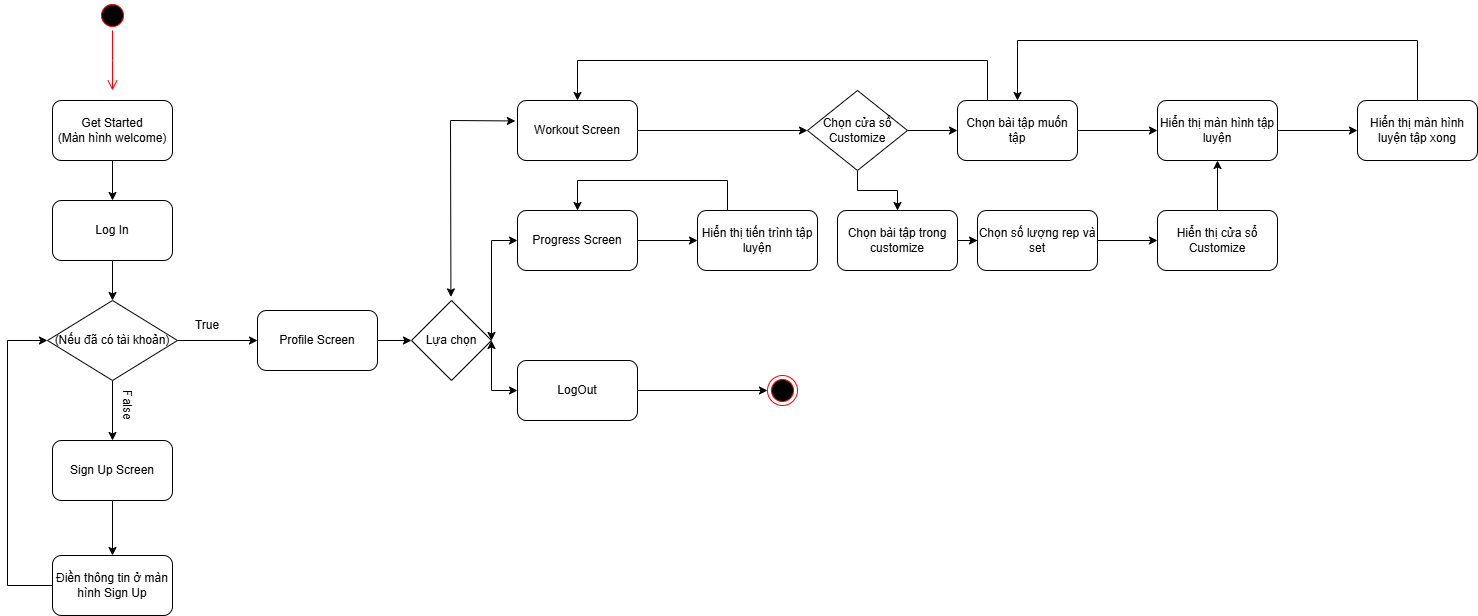 Get Started
(Màn hình welcome)
Log In
(Nếu đã có tài khoản)
True
False
Sign Up Screen
Điền thông tin ở màn
hình Sign Up
Profile Screen
Lựa chọn
Workout Screen
Chọn cửa sổ
Customize
Chọn bài tập muốn
tập
Hiển thị màn hình tập
luyện
Hiển thị màn hình
luyện tập xong
Progress Screen
Hiển thị tiến trình tập
luyện
Chọn bài tập trong
customize
Chọn số lượng rep và
set
Hiển thị cửa sổ
Customize
LogOut